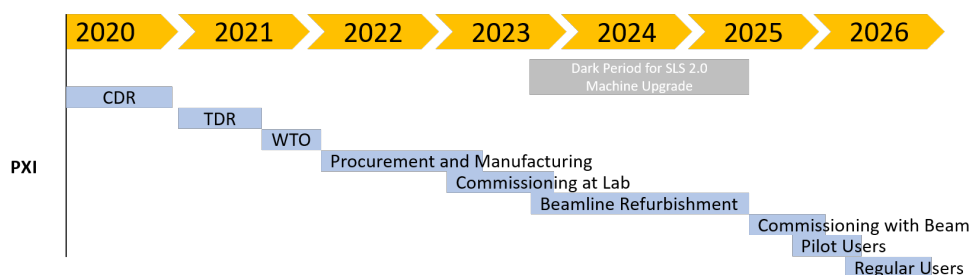 2020 2021 2022 2023 2024 2025 2026
Dark Period for SLS 2.0
Machine Upgrade
CDR
TDR
WTO
PXI
Procurement and Manufacturing
Commissioning at Lab
Beamline Refurbishment
Commissioning with Beam
Pilot Users
Regular Users